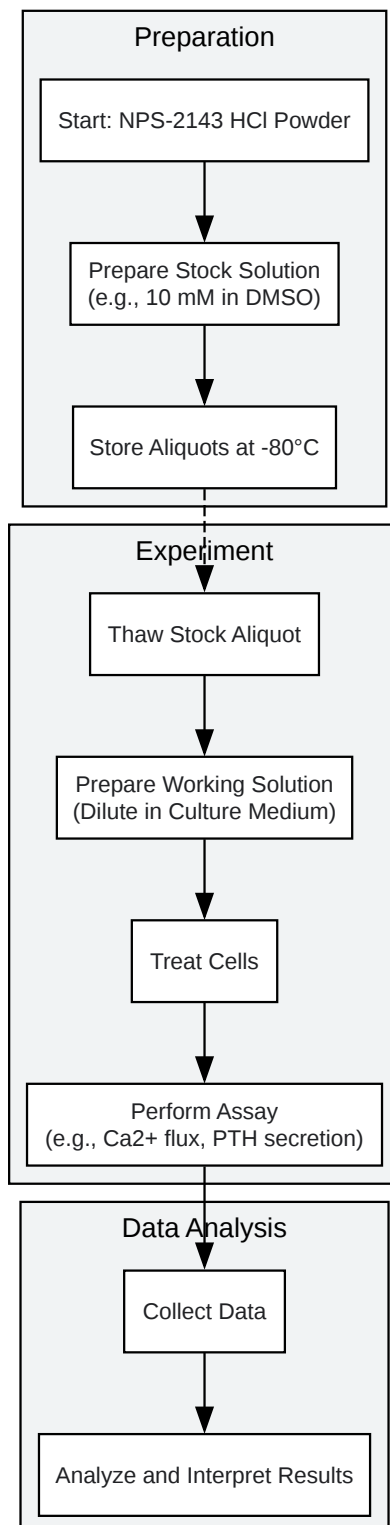 Preparation
Start: NPS-2143 HCl Powder
Prepare Stock Solution
(e.g., 10 mM in DMSO)
Store Aliquots at -80°C
Experiment
Thaw Stock Aliquot
Prepare Working Solution
(Dilute in Culture Medium)
Treat Cells
Perform Assay
(e.g., Ca2+ flux, PTH secretion)
Data Analysis
Collect Data
Analyze and Interpret Results